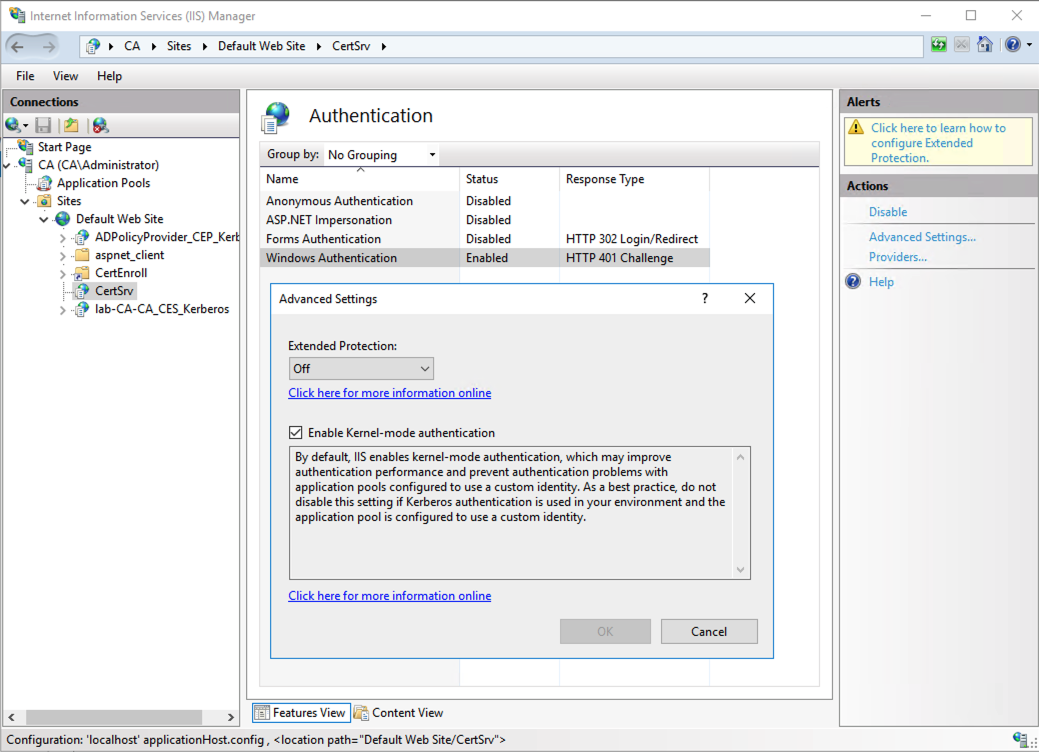 Internet Information Services (IIS) Manager
CA
Sites
Default Web Site
CertSrv
File
View
Help
Connections
Start Page
CA (CA\Administrator)
Application Pools
Sites
Default Web Site
ADPolicyProvider_CEP_Kerb
aspnet_client
CertEnroll
CertSrv
lab-CA-CA_CES_Kerberos
Authentication
Group by: No Grouping
Name Status Response Type
Anonymous Authentication Disabled
ASP.NET Impersonation Disabled
Forms Authentication Disabled HTTP 302 Login/Redirect
Windows Authentication Enabled HTTP 401 Challenge
Advanced Settings ?
Extended Protection:
Off
Click here for more information online
Enable Kernel-mode authentication
By default, IIS enables kernel-mode authentication, which may improve
authentication performance and prevent authentication problems with
application pools configured to use a custom identity. As a best practice, do not
disable this setting if Kerberos authentication is used in your environment and the
application pool is configured to use a custom identity.
Click here for more information online
OK Cancel
Features View
Content View
Alerts
Click here to learn how to
configure Extended
Protection.
Actions
Disable
Advanced Settings...
Providers...
Help
Configuration: 'localhost' applicationHost.config , <location path="Default Web Site/CertSrv">